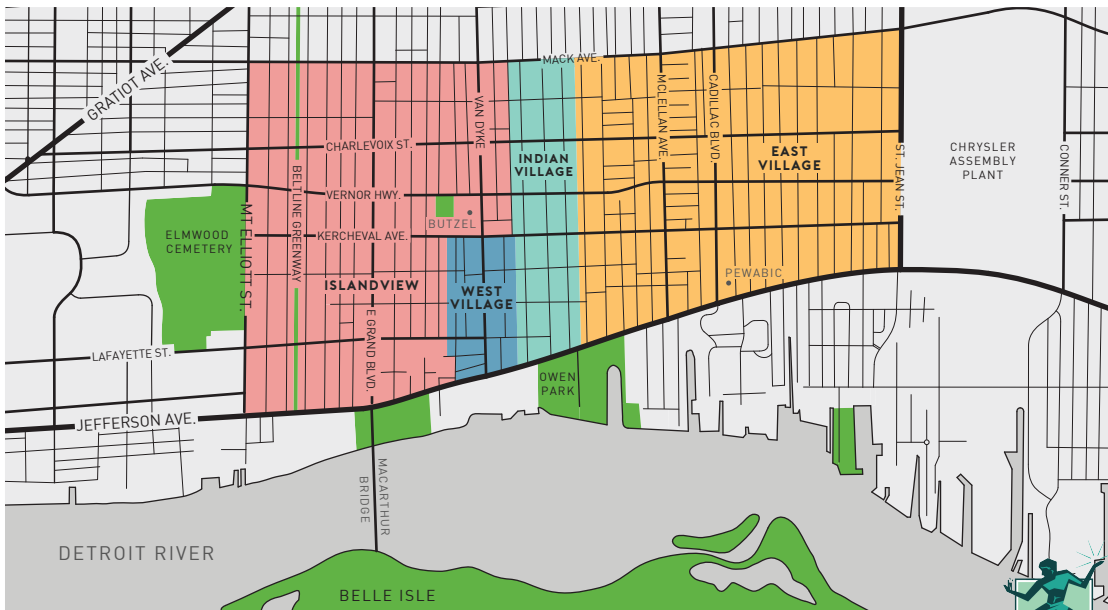 MACK AVE.
GRATIOT AVE.
VAN DYKE
MCLELLAN AVE.
CADILLAC BLVD.
CHARLEVOIX ST.
INDIAN
VILLAGE
EAST
VILLAGE
ST. JEAN ST.
CHRYSLER
ASSEMBLY
PLANT
CONNER ST.
BELTLINE GREENWAY
VERNOR HWY.
MT ELLIOTT ST.
BUTZEL
ELMWOOD
CEMETERY
KERCHEVAL AVE.
PEWABIC
ISLANDVIEW
WEST
VILLAGE
E GRAND BLVD.
LAFAYETTE ST.
OWEN
PARK
JEFFERSON AVE.
MACARTHUR
BRIDGE
DETROIT RIVER
BELLE ISLE